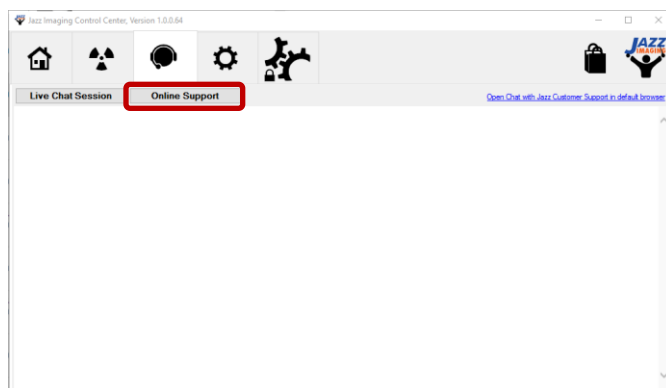 Jazz Imaging Control Center, Version 1.0.0.64
JAZZ
IMAGING
Live Chat Session
Online Support
Open Chat with Jazz Customer Support in default browser